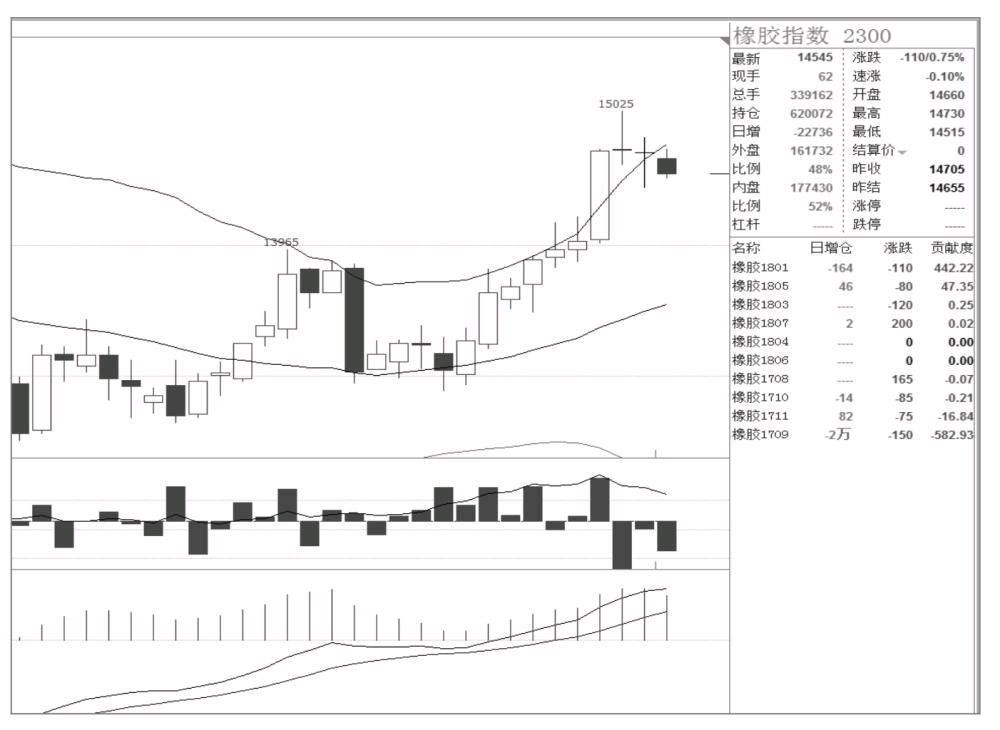 橡胶指数 2300
最新 14545 涨跌 -110/0.75%
现手 62 速涨 -0.10%
总手 339162 开盘 14660
持仓 620072 最高 14730
日增 -22736 最低 14515
外盘 161732 结算价 0
比例 48% 昨收 14705
内盘 177430 昨结 14655
比例 52% 涨停 -----
杠杆 ----- 跌停 -----
名称 日增仓 涨跌 贡献度
橡胶1801 -164 -110 442.22
橡胶1805 46 -80 47.35
橡胶1803 ---- -120 0.25
橡胶1807 2 200 0.02
橡胶1804 ---- 0 0.00
橡胶1806 ---- 0 0.00
橡胶1708 ---- 165 -0.07
橡胶1710 -14 -85 -0.21
橡胶1711 82 -75 -16.84
橡胶1709 -2万 -150 -582.93
15025
13965